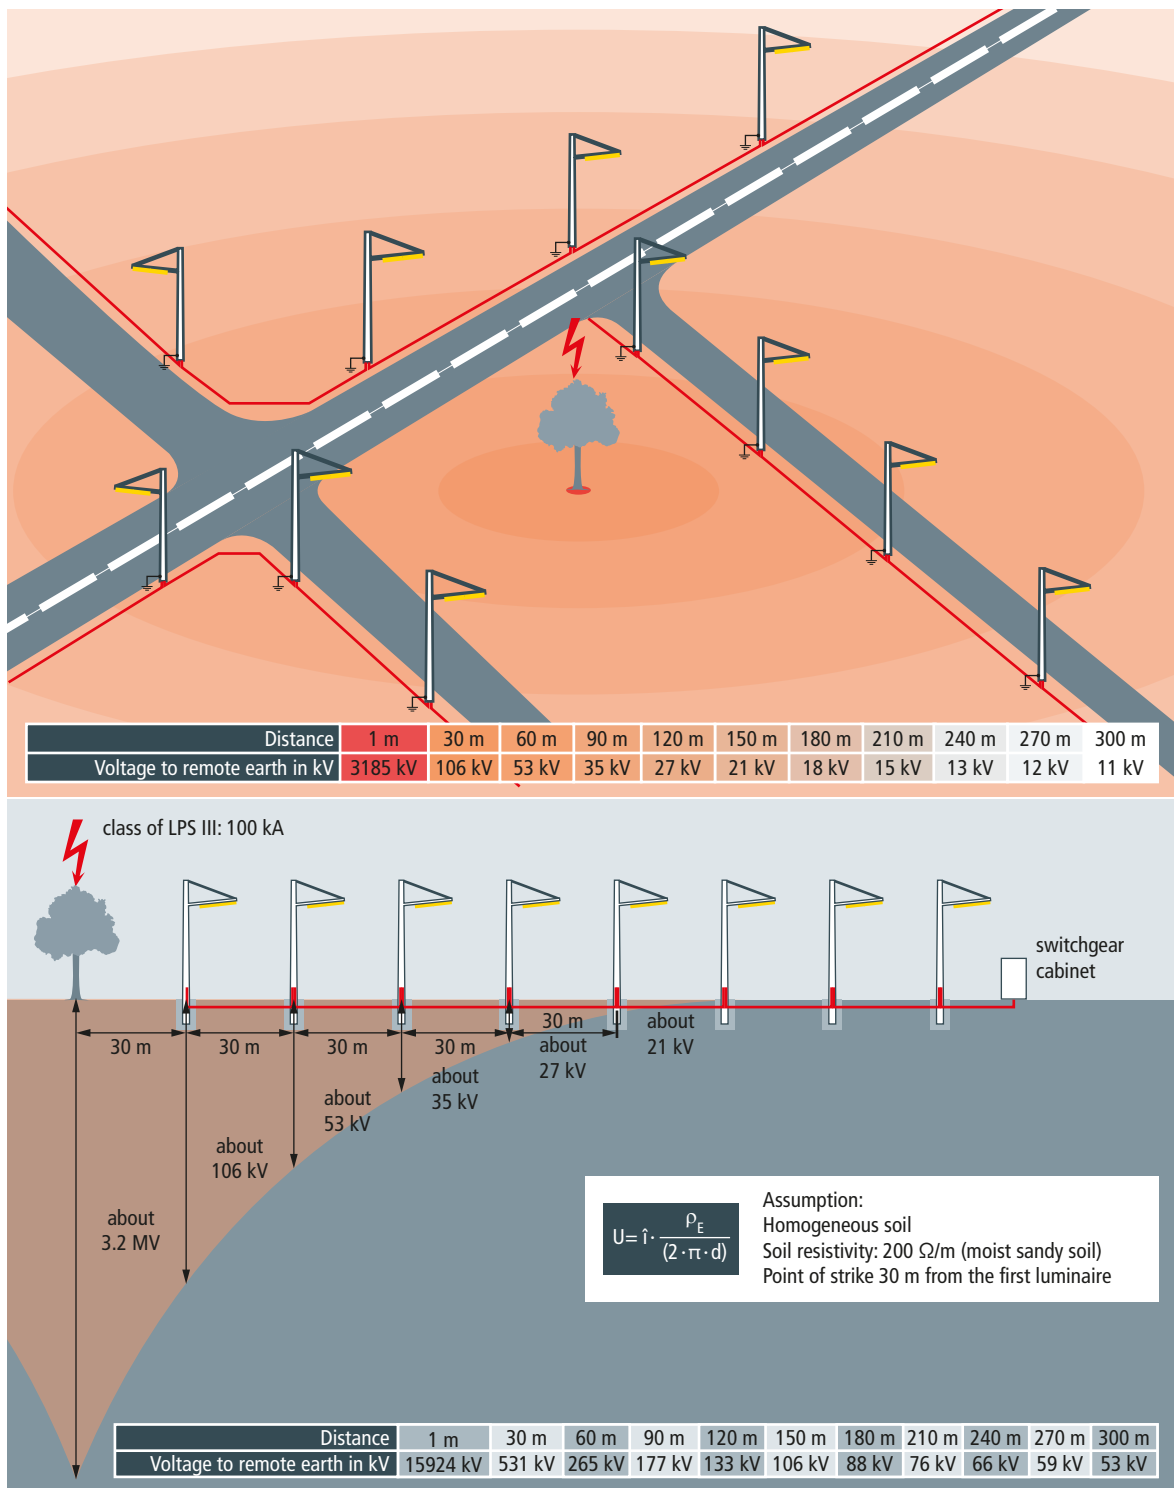 Distance 1 m 30 m 60 m 90 m 120 m 150 m 180 m 210 m 240 m 270 m 300 m
Voltage to remote earth in kV 3185 kV 106 kV 53 kV 35 kV 27 kV 21 kV 18 kV 15 kV 13 kV 12 kV 11 kV
class of LPS III: 100 kA
switchgear
cabinet
30 m
30 m
30 m
30 m
30 m
about
3.2 MV
about
106 kV
about
53 kV
about
35 kV
about
27 kV
about
21 kV
U= î · ρE / (2 · π · d)
Assumption:
Homogeneous soil
Soil resistivity: 200 Ω/m (moist sandy soil)
Point of strike 30 m from the first luminaire
Distance 1 m 30 m 60 m 90 m 120 m 150 m 180 m 210 m 240 m 270 m 300 m
Voltage to remote earth in kV 15924 kV 531 kV 265 kV 177 kV 133 kV 106 kV 88 kV 76 kV 66 kV 59 kV 53 kV